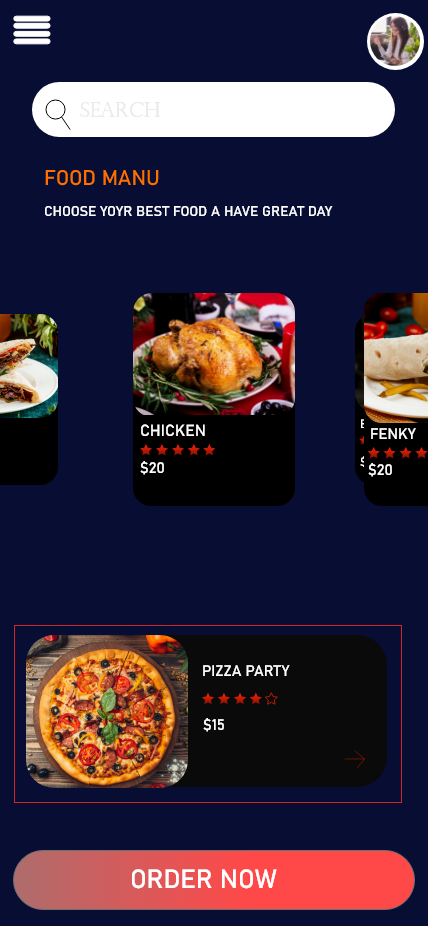 SEARCH
FOOD MANU
CHOOSE YOYR BEST FOOD A HAVE GREAT DAY
CHICKEN
$20
FENKY
$20
PIZZA PARTY
$15
ORDER NOW